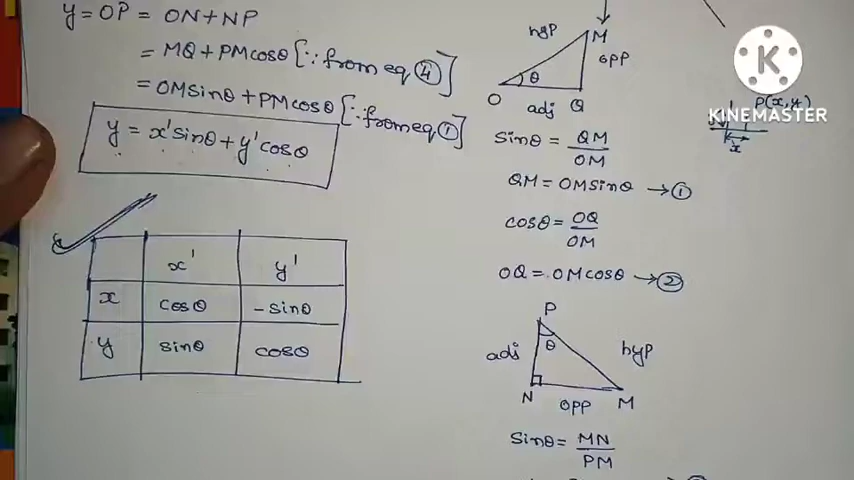 y = OP = ON + NP
= MQ + PM cosθ [∵ from eq ④]
= OM sinθ + PM cosθ [∵ from eq ①]
y = x' sinθ + y' cosθ
x' y'
x cosθ -sinθ
y sinθ cosθ
hyp M
opp
θ
O adj Q
sinθ = QM / OM
QM = OM sinθ → ①
cosθ = OQ / OM
OQ = OM cosθ → ②
P
adj θ hyp
N opp M
sinθ = MN / PM
P(x, y)
x
K
KINEMASTER